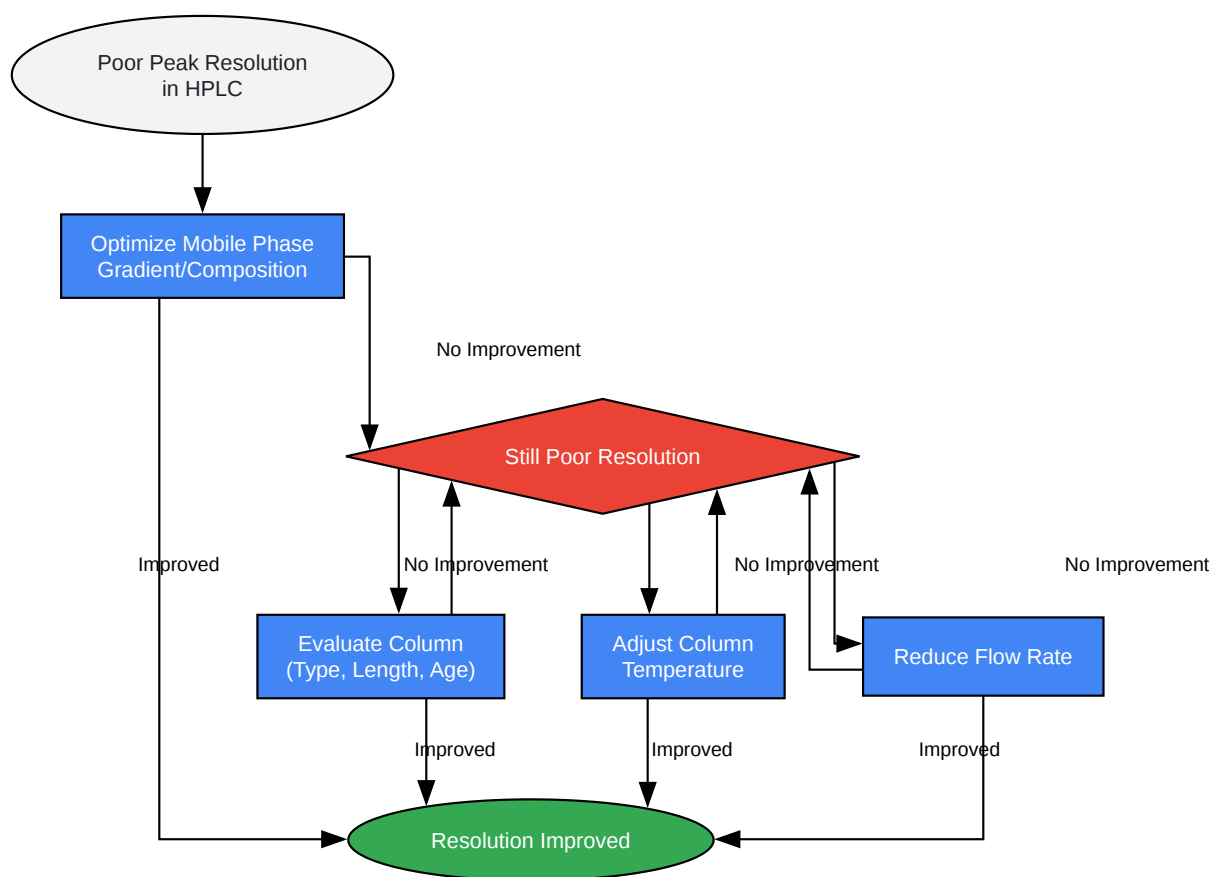 Poor Peak Resolution
in HPLC
Optimize Mobile Phase
Gradient/Composition
No Improvement
Still Poor Resolution
Improved
No Improvement
No Improvement
No Improvement
Evaluate Column
(Type, Length, Age)
Adjust Column
Temperature
Reduce Flow Rate
Improved
Improved
Improved
Resolution Improved